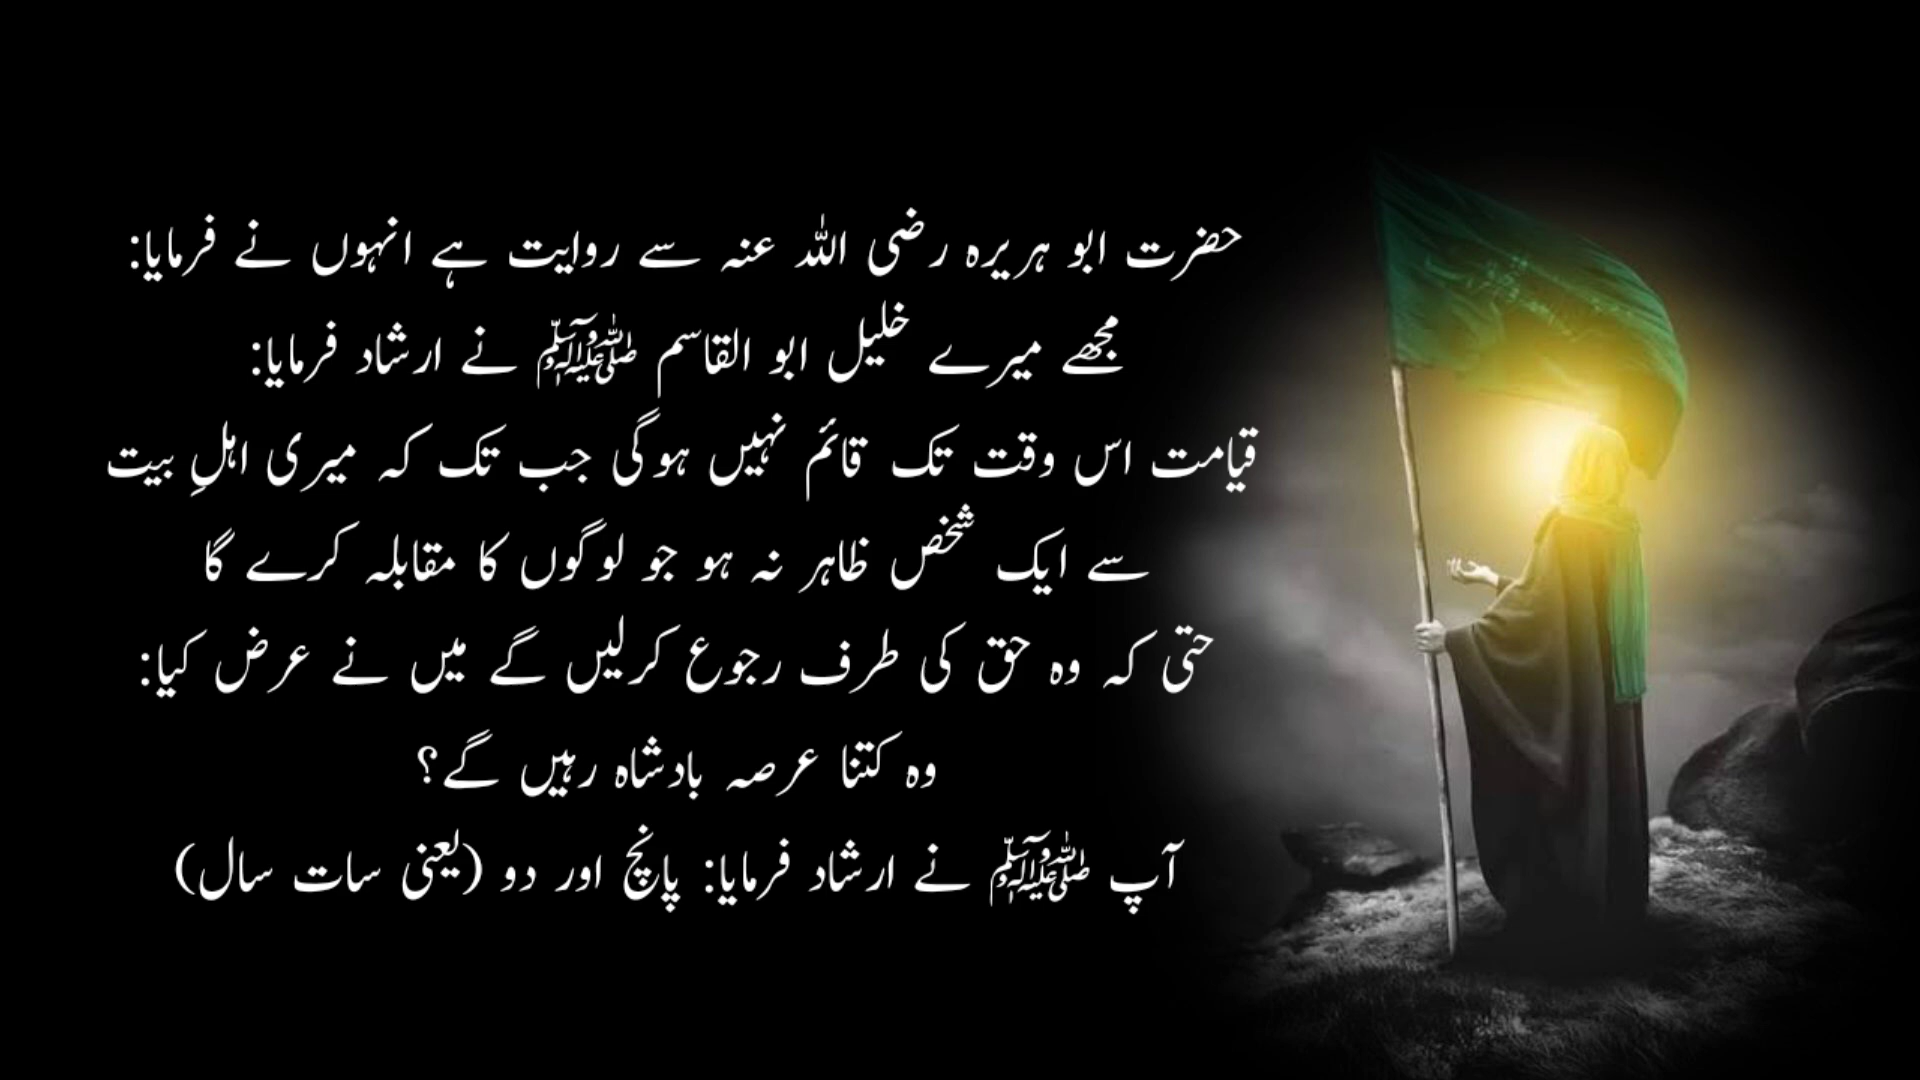 حضرت ابو ہریرہ رضی اللہ عنہ سے روایت ہے انہوں نے فرمایا:
مجھے میرے خلیل ابو القاسم ﷺ نے ارشاد فرمایا:
قیامت اس وقت تک قائم نہیں ہوگی جب تک کہ میری اہلِ بیت
سے ایک شخص ظاہر نہ ہو جو لوگوں کا مقابلہ کرے گا
حتی کہ وہ حق کی طرف رجوع کرلیں گے میں نے عرض کیا:
وہ کتنا عرصہ بادشاہ رہیں گے؟
آپ ﷺ نے ارشاد فرمایا: پانچ اور دو (یعنی سات سال)